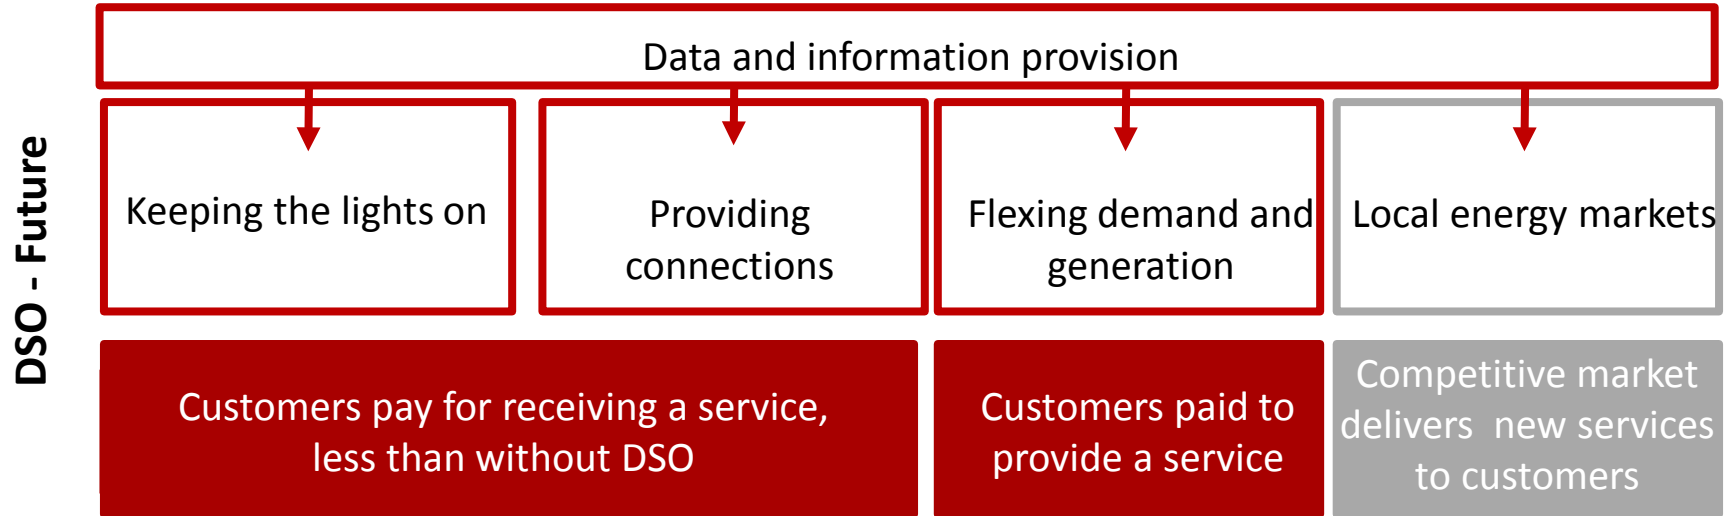 DSO - Future
Data and information provision
Keeping the lights on
Providing
connections
Flexing demand and
generation
Local energy markets
Customers pay for receiving a service,
less than without DSO
Customers paid to
provide a service
Competitive market
delivers  new services
to customers